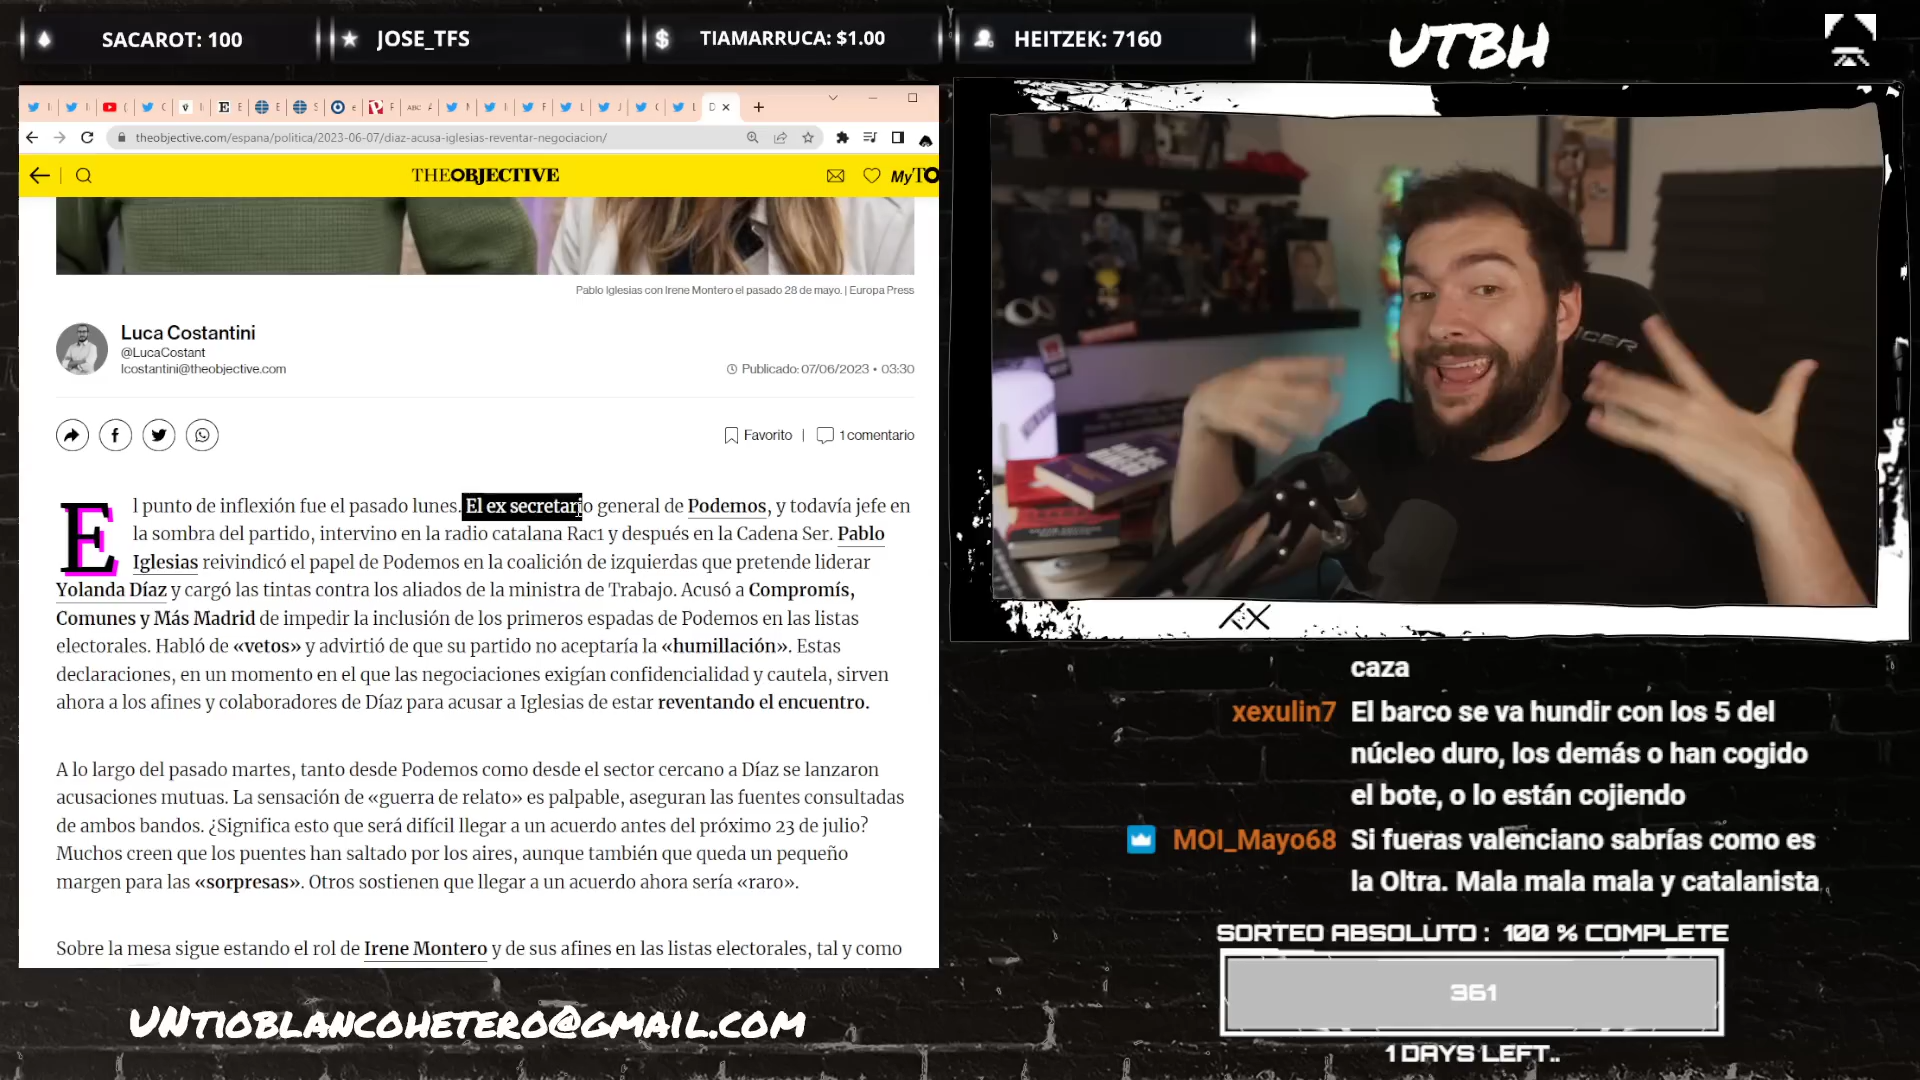 SACAROT: 100
JOSE_TFS
TIAMARRUCA: $1.00
HEITZEK: 7160
UTBH
theobjective.com/espana/politica/2023-06-07/diaz-acusa-iglesias-reventar-negociacion/
THEOBJECTIVE
MyTO
Pablo Iglesias con Irene Montero el pasado 28 de mayo. | Europa Press
Luca Costantini
@LucaCostant
lcostantini@theobjective.com
Publicado: 07/06/2023 • 03:30
Favorito | 1 comentario
El punto de inflexión fue el pasado lunes. El ex secretario general de Podemos, y todavía jefe en
la sombra del partido, intervino en la radio catalana Rac1 y después en la Cadena Ser. Pablo
Iglesias reivindicó el papel de Podemos en la coalición de izquierdas que pretende liderar
Yolanda Díaz y cargó las tintas contra los aliados de la ministra de Trabajo. Acusó a Compromís,
Comunes y Más Madrid de impedir la inclusión de los primeros espadas de Podemos en las listas
electorales. Habló de «vetos» y advirtió de que su partido no aceptaría la «humillación». Estas
declaraciones, en un momento en el que las negociaciones exigían confidencialidad y cautela, sirven
ahora a los afines y colaboradores de Díaz para acusar a Iglesias de estar reventando el encuentro.
A lo largo del pasado martes, tanto desde Podemos como desde el sector cercano a Díaz se lanzaron
acusaciones mutuas. La sensación de «guerra de relato» es palpable, aseguran las fuentes consultadas
de ambos bandos. ¿Significa esto que será difícil llegar a un acuerdo antes del próximo 23 de julio?
Muchos creen que los puentes han saltado por los aires, aunque también que queda un pequeño
margen para las «sorpresas». Otros sostienen que llegar a un acuerdo ahora sería «raro».
Sobre la mesa sigue estando el rol de Irene Montero y de sus afines en las listas electorales, tal y como
caza
xexulin7 El barco se va hundir con los 5 del
núcleo duro, los demás o han cogido
el bote, o lo están cojiendo
MOI_Mayo68 Si fueras valenciano sabrías como es
la Oltra. Mala mala mala y catalanista
SORTEO ABSOLUTO : 100 % COMPLETE
361
1 DAYS LEFT..
UNTIOBLANCOHETERO@GMAIL.COM